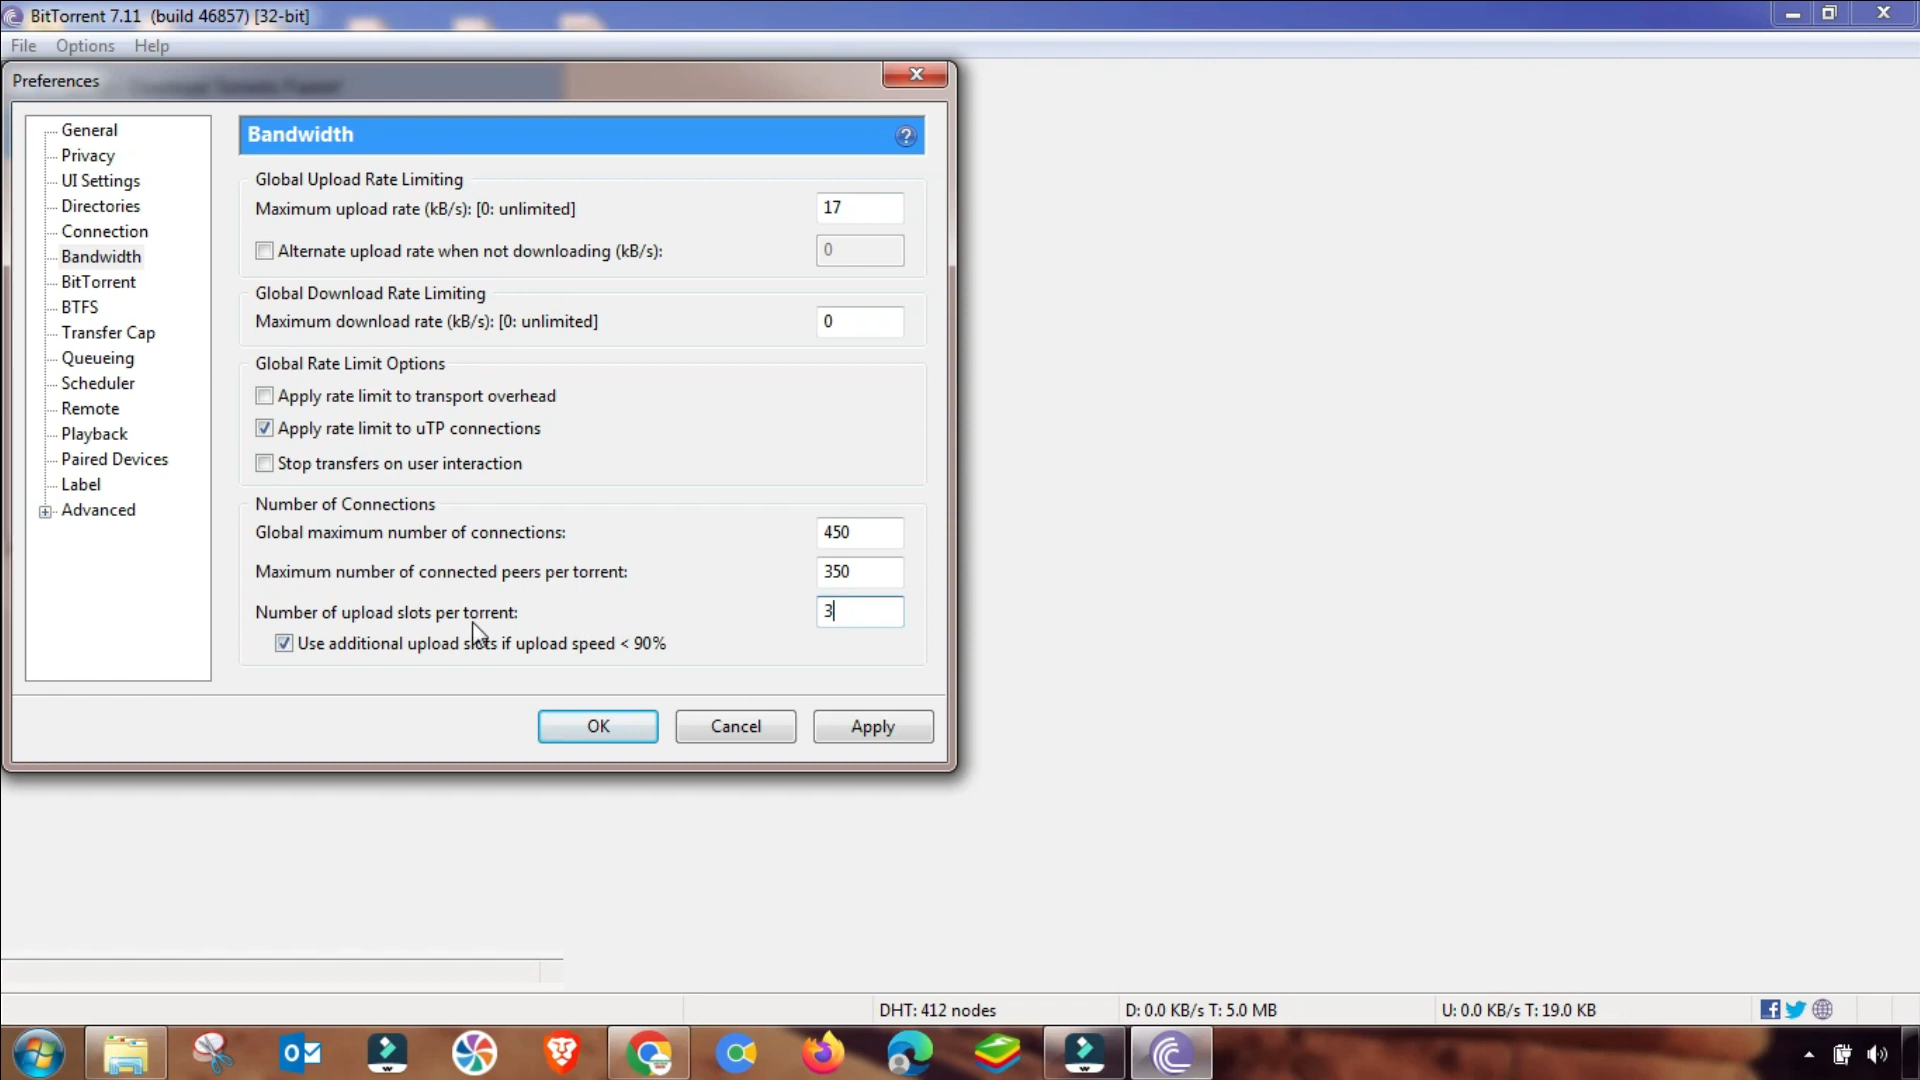 BitTorrent 7.11 (build 46857) [32-bit]
File Options Help
Preferences
General
Privacy
UI Settings
Directories
Connection
Bandwidth
BitTorrent
BTFS
Transfer Cap
Queueing
Scheduler
Remote
Playback
Paired Devices
Label
Advanced
Bandwidth
Global Upload Rate Limiting
Maximum upload rate (kB/s): [0: unlimited] 17
Alternate upload rate when not downloading (kB/s): 0
Global Download Rate Limiting
Maximum download rate (kB/s): [0: unlimited] 0
Global Rate Limit Options
Apply rate limit to transport overhead
Apply rate limit to uTP connections
Stop transfers on user interaction
Number of Connections
Global maximum number of connections: 450
Maximum number of connected peers per torrent: 350
Number of upload slots per torrent: 3
Use additional upload slots if upload speed < 90%
OK Cancel Apply
DHT: 412 nodes D: 0.0 KB/s T: 5.0 MB U: 0.0 KB/s T: 19.0 KB